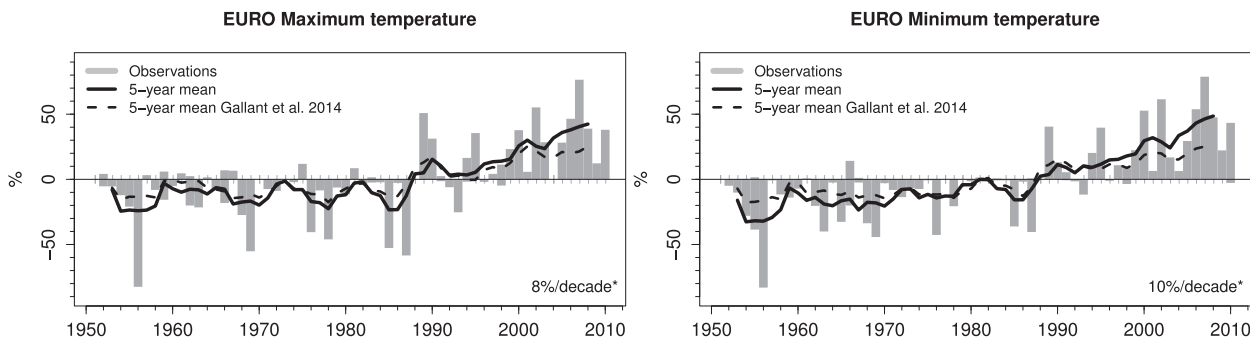 EURO Maximum temperature
Observations
5−year mean
5−year mean Gallant et al. 2014
%
50
0
−50
8%/decade*
1950 1960 1970 1980 1990 2000 2010
EURO Minimum temperature
Observations
5−year mean
5−year mean Gallant et al. 2014
%
50
0
−50
10%/decade*
1950 1960 1970 1980 1990 2000 2010